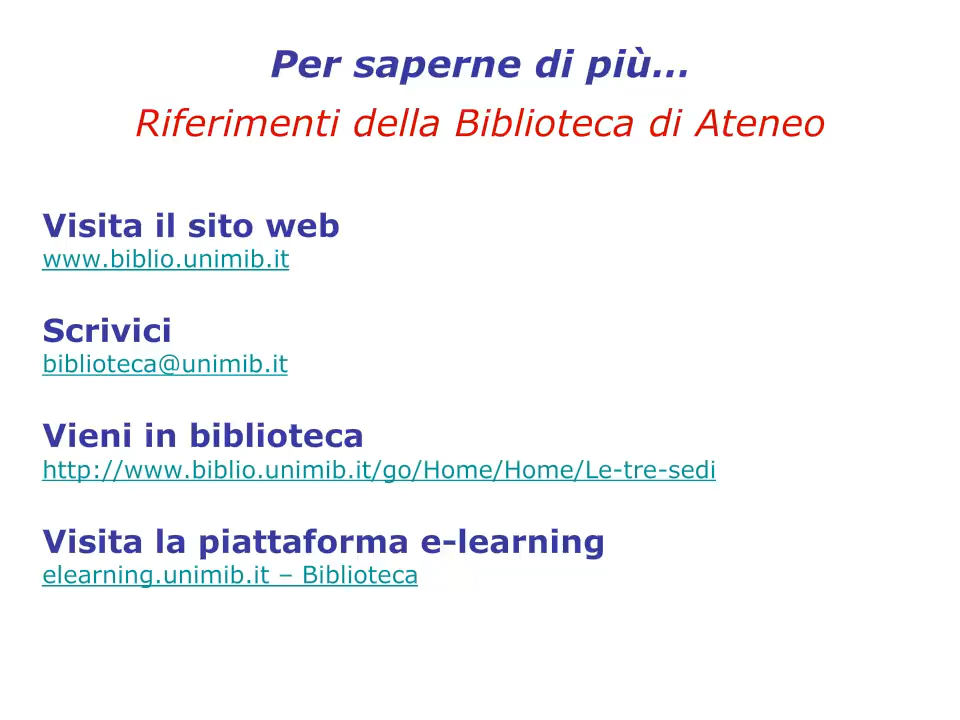 Per saperne di più…
Riferimenti della Biblioteca di Ateneo
Visita il sito web
www.biblio.unimib.it
Scrivici
biblioteca@unimib.it
Vieni in biblioteca
http://www.biblio.unimib.it/go/Home/Home/Le-tre-sedi
Visita la piattaforma e-learning
elearning.unimib.it – Biblioteca